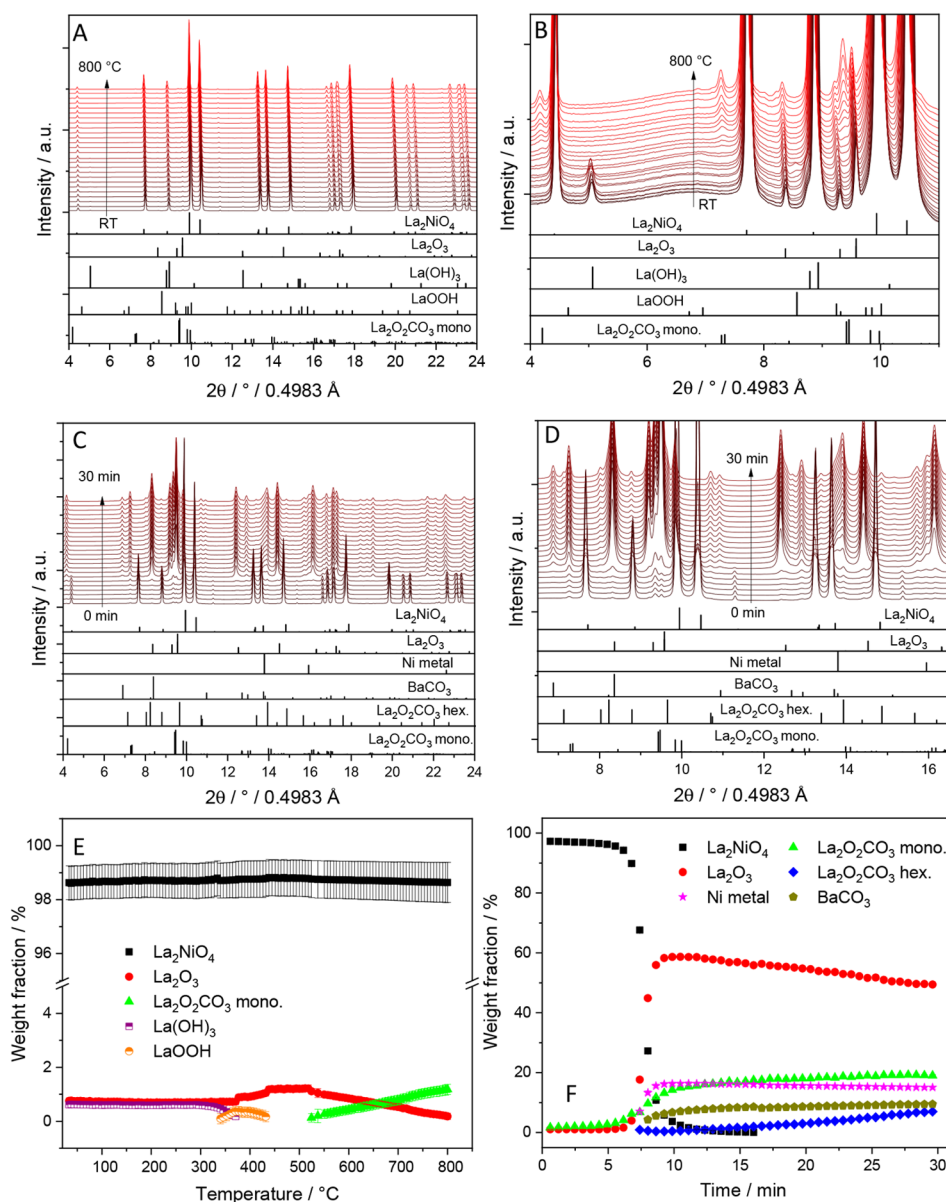 A
800 °C
RT
Intensity / a.u.
La₂NiO₄
La₂O₃
La(OH)₃
LaOOH
La₂O₂CO₃ mono
4 6 8 10 12 14 16 18 20 22 24
2θ / ° / 0.4983 Å
B
800 °C
RT
Intensity / a.u.
La₂NiO₄
La₂O₃
La(OH)₃
LaOOH
La₂O₂CO₃ mono.
4 6 8 10
2θ / ° / 0.4983 Å
C
30 min
0 min
Intensity / a.u.
La₂NiO₄
La₂O₃
Ni metal
BaCO₃
La₂O₂CO₃ hex.
La₂O₂CO₃ mono.
4 6 8 10 12 14 16 18 20 22 24
2θ / ° / 0.4983 Å
D
30 min
0 min
Intensity / a.u.
La₂NiO₄
La₂O₃
Ni metal
BaCO₃
La₂O₂CO₃ hex.
La₂O₂CO₃ mono.
8 10 12 14 16
2θ / ° / 0.4983 Å
E
Weight fraction / %
100
98
96
2
0
La₂NiO₄
La₂O₃
La₂O₂CO₃ mono.
La(OH)₃
LaOOH
100 200 300 400 500 600 700 800
Temperature / °C
Weight fraction / %
100
80
60
40
20
0
La₂NiO₄
La₂O₃
Ni metal
La₂O₂CO₃ mono.
La₂O₂CO₃ hex.
BaCO₃
F
0 5 10 15 20 25 30
Time / min